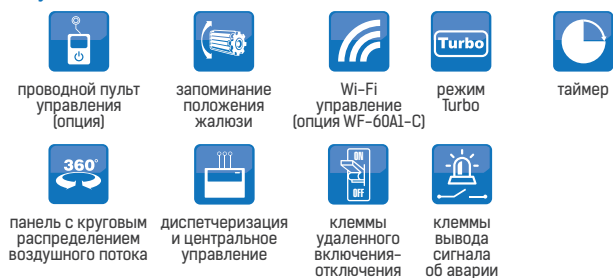 Turbo
проводной пульт
управления
(опция)
запоминание
положения
жалюзи
Wi-Fi
управление
(опция WF-60A1-C)
режим
Turbo
таймер
360°
ON
OFF
панель с круговым
распределением
воздушного потока
диспетчеризация
и центральное
управление
клеммы
удаленного
включения-
отключения
клеммы
вывода
сигнала
об аварии